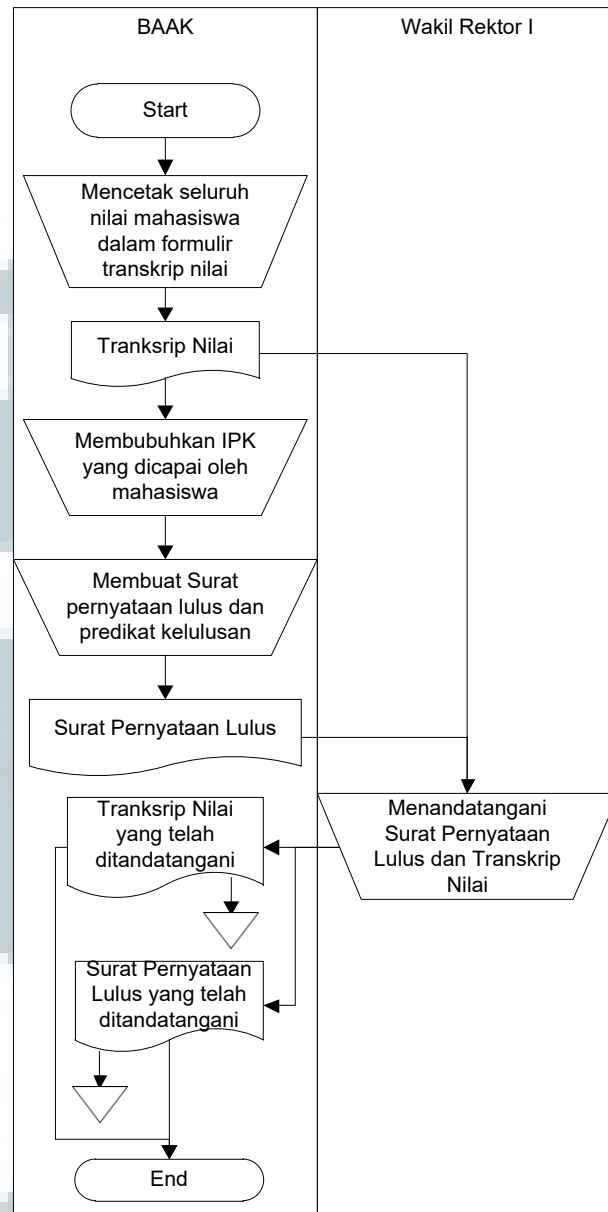 BAAK
Wakil Rektor I
Start
Mencetak seluruh
nilai mahasiswa
dalam formulir
transkrip nilai
Tranksrip Nilai
Membubuhkan IPK
yang dicapai oleh
mahasiswa
Membuat Surat
pernyataan lulus dan
predikat kelulusan
Surat Pernyataan Lulus
Menandatangani
Surat Pernyataan
Lulus dan Transkrip
Nilai
Tranksrip Nilai
yang telah
ditandatangani
Surat Pernyataan
Lulus yang telah
ditandatangani
End